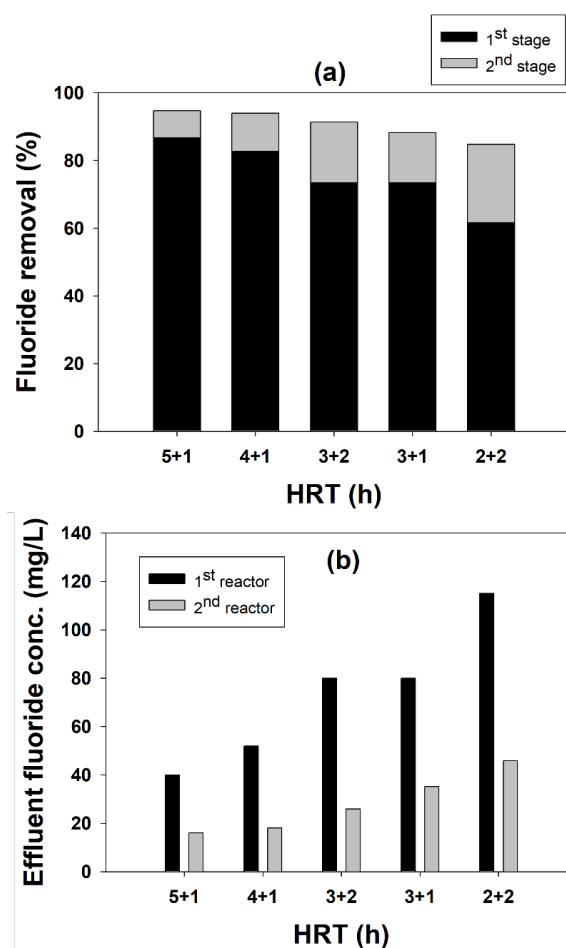 1st stage
2nd stage
(a)
Fluoride removal (%)
100
80
60
40
20
0
5+1 4+1 3+2 3+1 2+2
HRT (h)
(b)
1st reactor
2nd reactor
Effluent fluoride conc. (mg/L)
140
120
100
80
60
40
20
0
5+1 4+1 3+2 3+1 2+2
HRT (h)